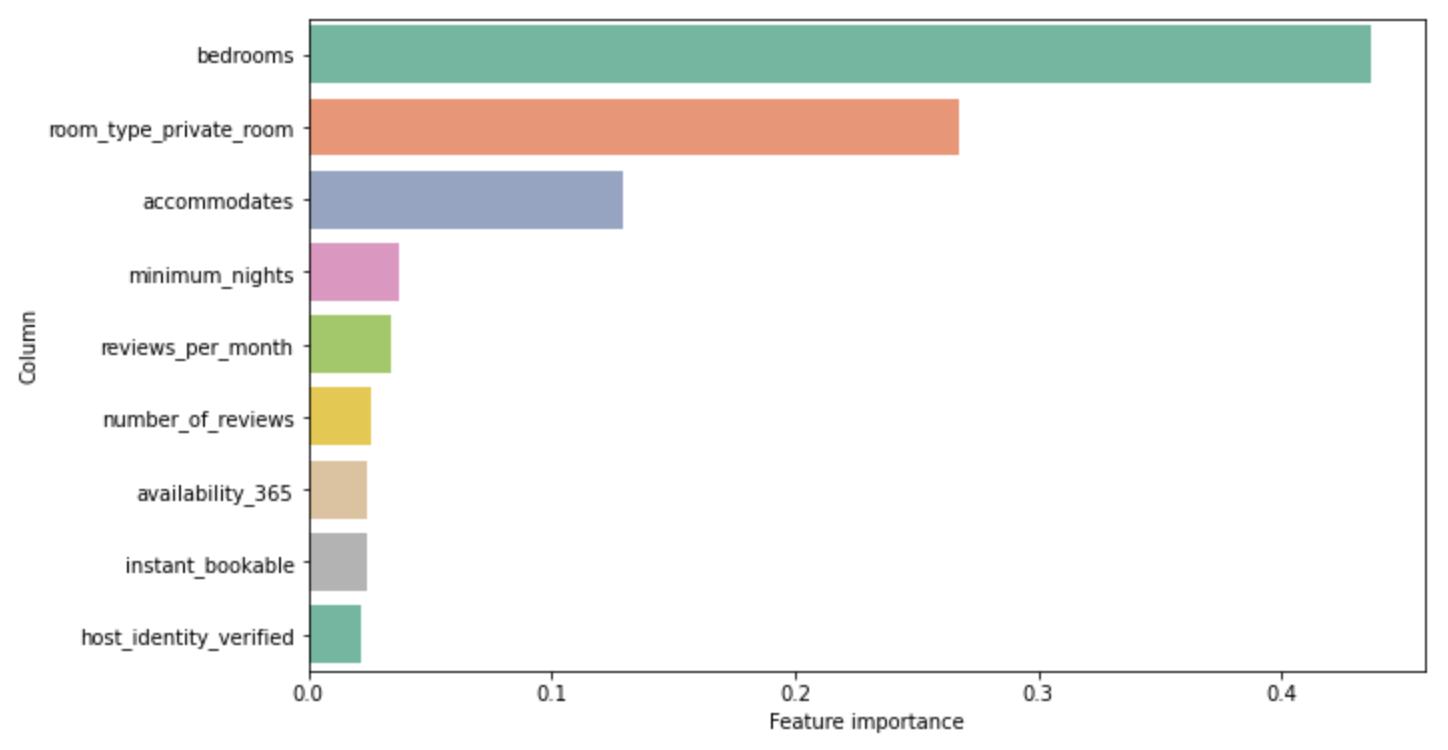 bedrooms
room_type_private_room
accommodates
minimum_nights
reviews_per_month
number_of_reviews
availability_365
instant_bookable
host_identity_verified
Column
0.0 0.1 0.2 0.3 0.4
Feature importance